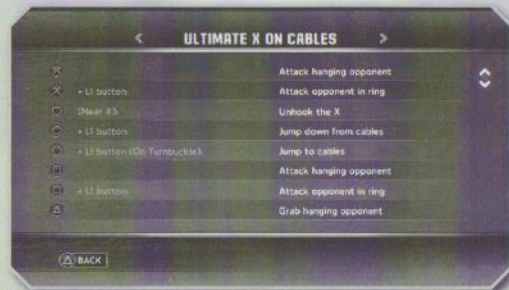 ULTIMATE X ON CABLES
Attack hanging opponent
+ L1 button Attack opponent in ring
(Near X) Unhook the X
+ L1 button Jump down from cables
+ L1 button (On Turnbuckle) Jump to cables
Attack hanging opponent
+ L1 button Attack opponent in ring
Grab hanging opponent
BACK